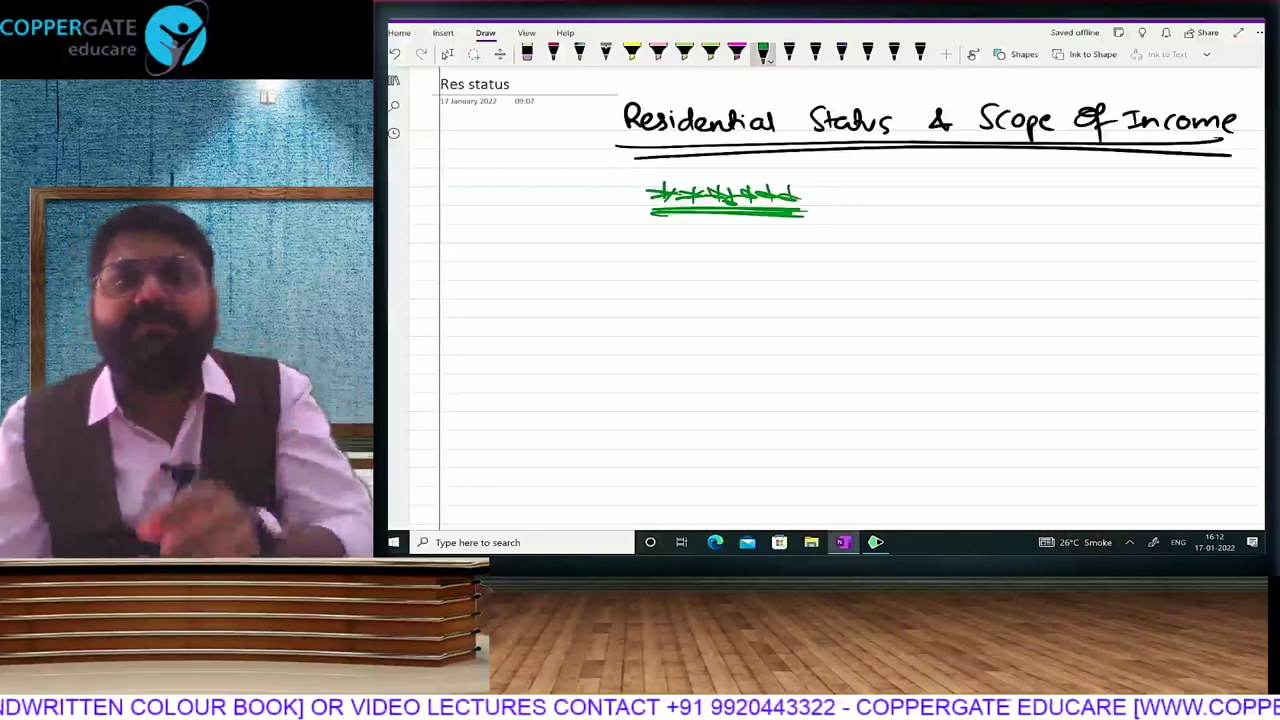 COPPERGATE
educare
Home Insert Draw View Help
Saved offline
Share
Shapes
Ink to Shape
Ink to Text
Res status
17 January 2022 09:07
Residential Status & Scope Of Income
Type here to search
26°C Smoke
ENG
16:12
17-01-2022
NDWRITTEN COLOUR BOOK] OR VIDEO LECTURES CONTACT +91 9920443322 - COPPERGATE EDUCARE [WWW.COPPE